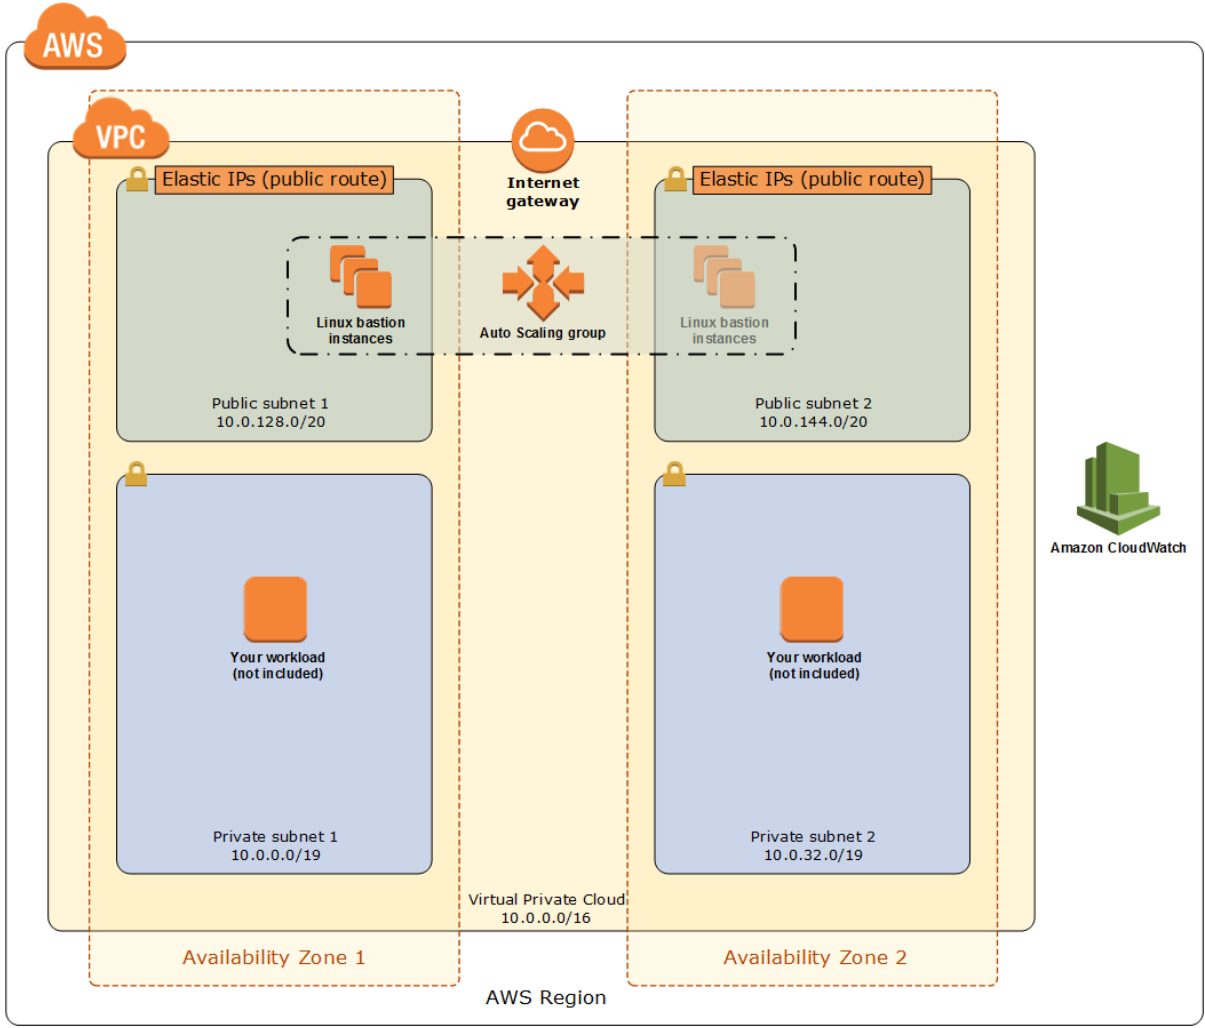 AWS
VPC
Elastic IPs (public route)
Internet
gateway
Elastic IPs (public route)
Linux bastion
instances
Auto Scaling group
Linux bastion
instances
Public subnet 1
10.0.128.0/20
Public subnet 2
10.0.144.0/20
Amazon CloudWatch
Your workload
(not included)
Your workload
(not included)
Private subnet 1
10.0.0.0/19
Private subnet 2
10.0.32.0/19
Virtual Private Cloud
10.0.0.0/16
Availability Zone 1
Availability Zone 2
AWS Region